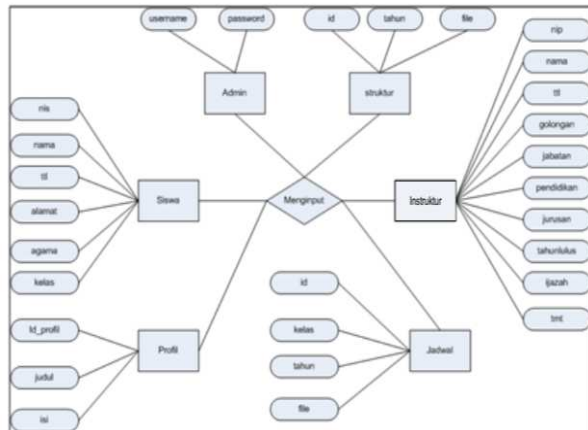 username
password
id
tahun
file
Admin
struktur
nip
nama
ttl
golongan
jabatan
pendidikan
jurusan
tahunlulus
ijazah
tmt
nis
nama
ttl
alamat
agama
kelas
Siswa
Menginput
Instruktur
Id_profil
judul
isi
Profil
id
kelas
tahun
file
Jadwal